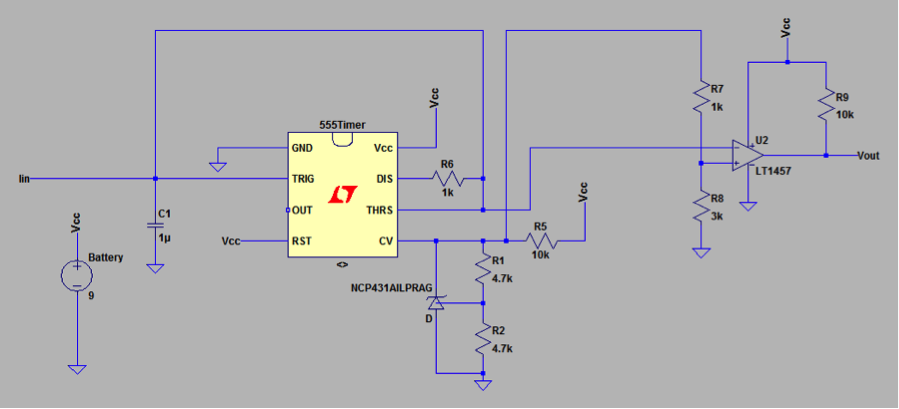 Vcc
R7
1k
R9
10k
Vcc
555Timer
U2
GND
Vcc
R6
Vout
LT1457
Iin
TRIG
DIS
1k
Vcc
R8
3k
C1
1µ
OUT
THRS
R5
Vcc
Vcc
RST
CV
10k
Battery
9
R1
4.7k
NCP431AILPRAG
D
R2
4.7k